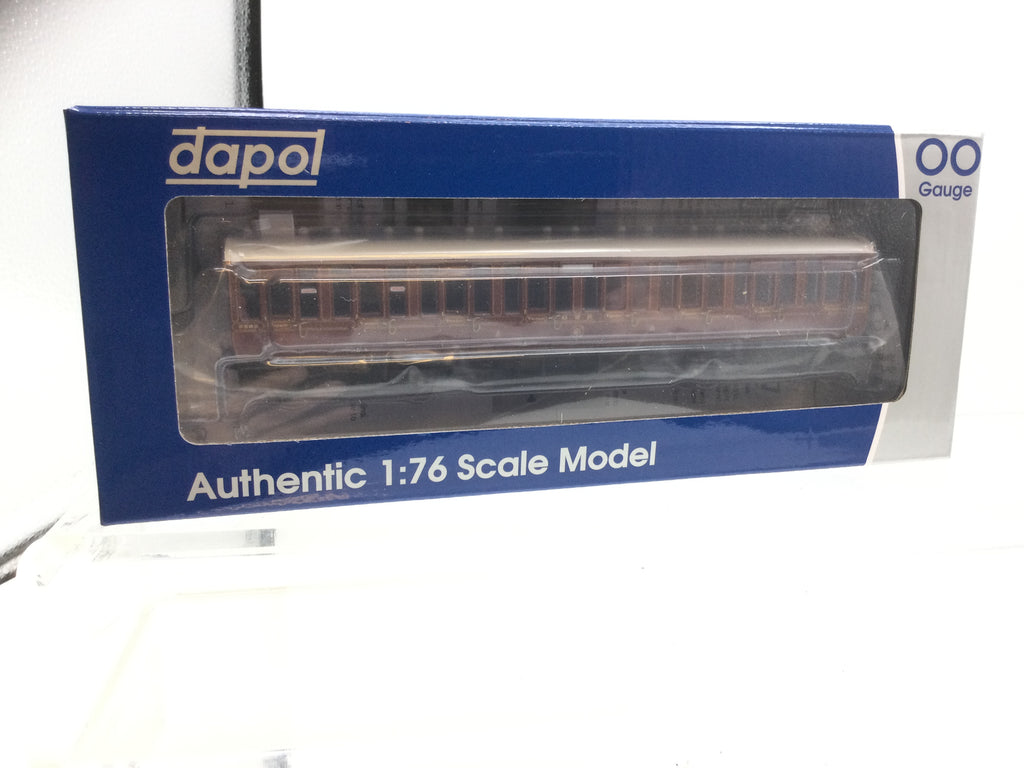 dapol
OO
Gauge
Authentic 1:76 Scale Model